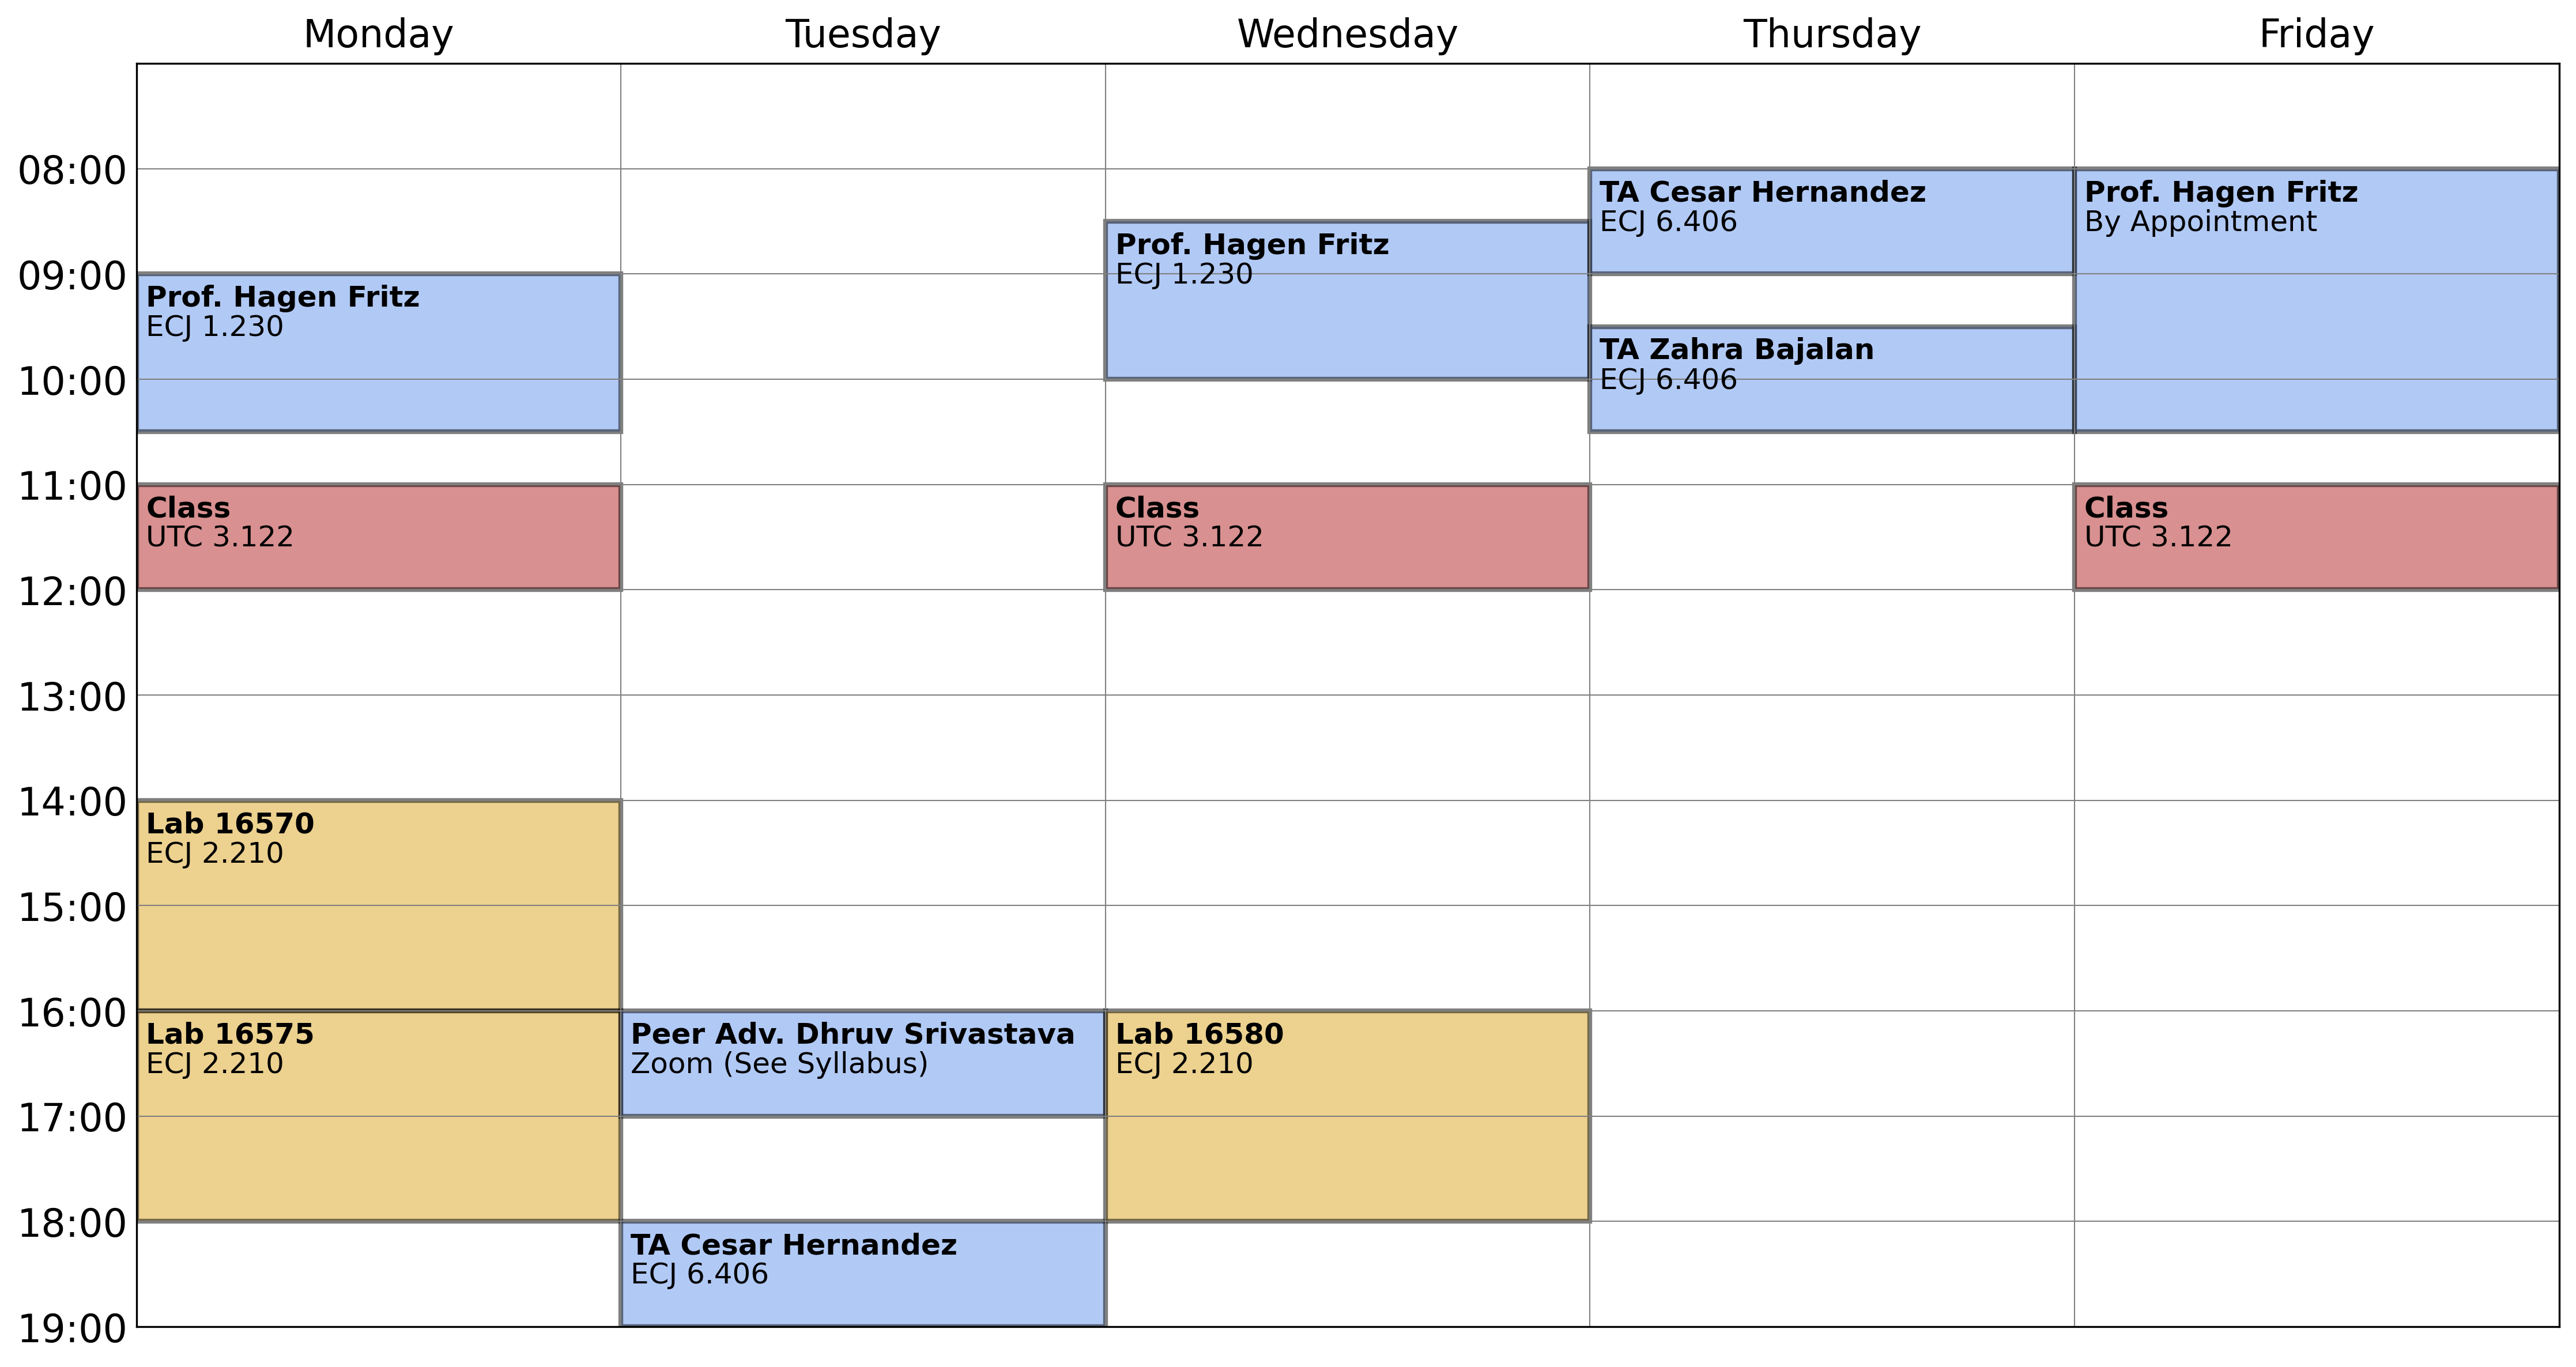 Monday
Tuesday
Wednesday
Thursday
Friday
08:00
09:00
10:00
11:00
12:00
13:00
14:00
15:00
16:00
17:00
18:00
19:00
Prof. Hagen Fritz
ECJ 1.230
Class
UTC 3.122
Lab 16570
ECJ 2.210
Lab 16575
ECJ 2.210
Peer Adv. Dhruv Srivastava
Zoom (See Syllabus)
TA Cesar Hernandez
ECJ 6.406
Prof. Hagen Fritz
ECJ 1.230
Class
UTC 3.122
Lab 16580
ECJ 2.210
TA Cesar Hernandez
ECJ 6.406
TA Zahra Bajalan
ECJ 6.406
Prof. Hagen Fritz
By Appointment
Class
UTC 3.122